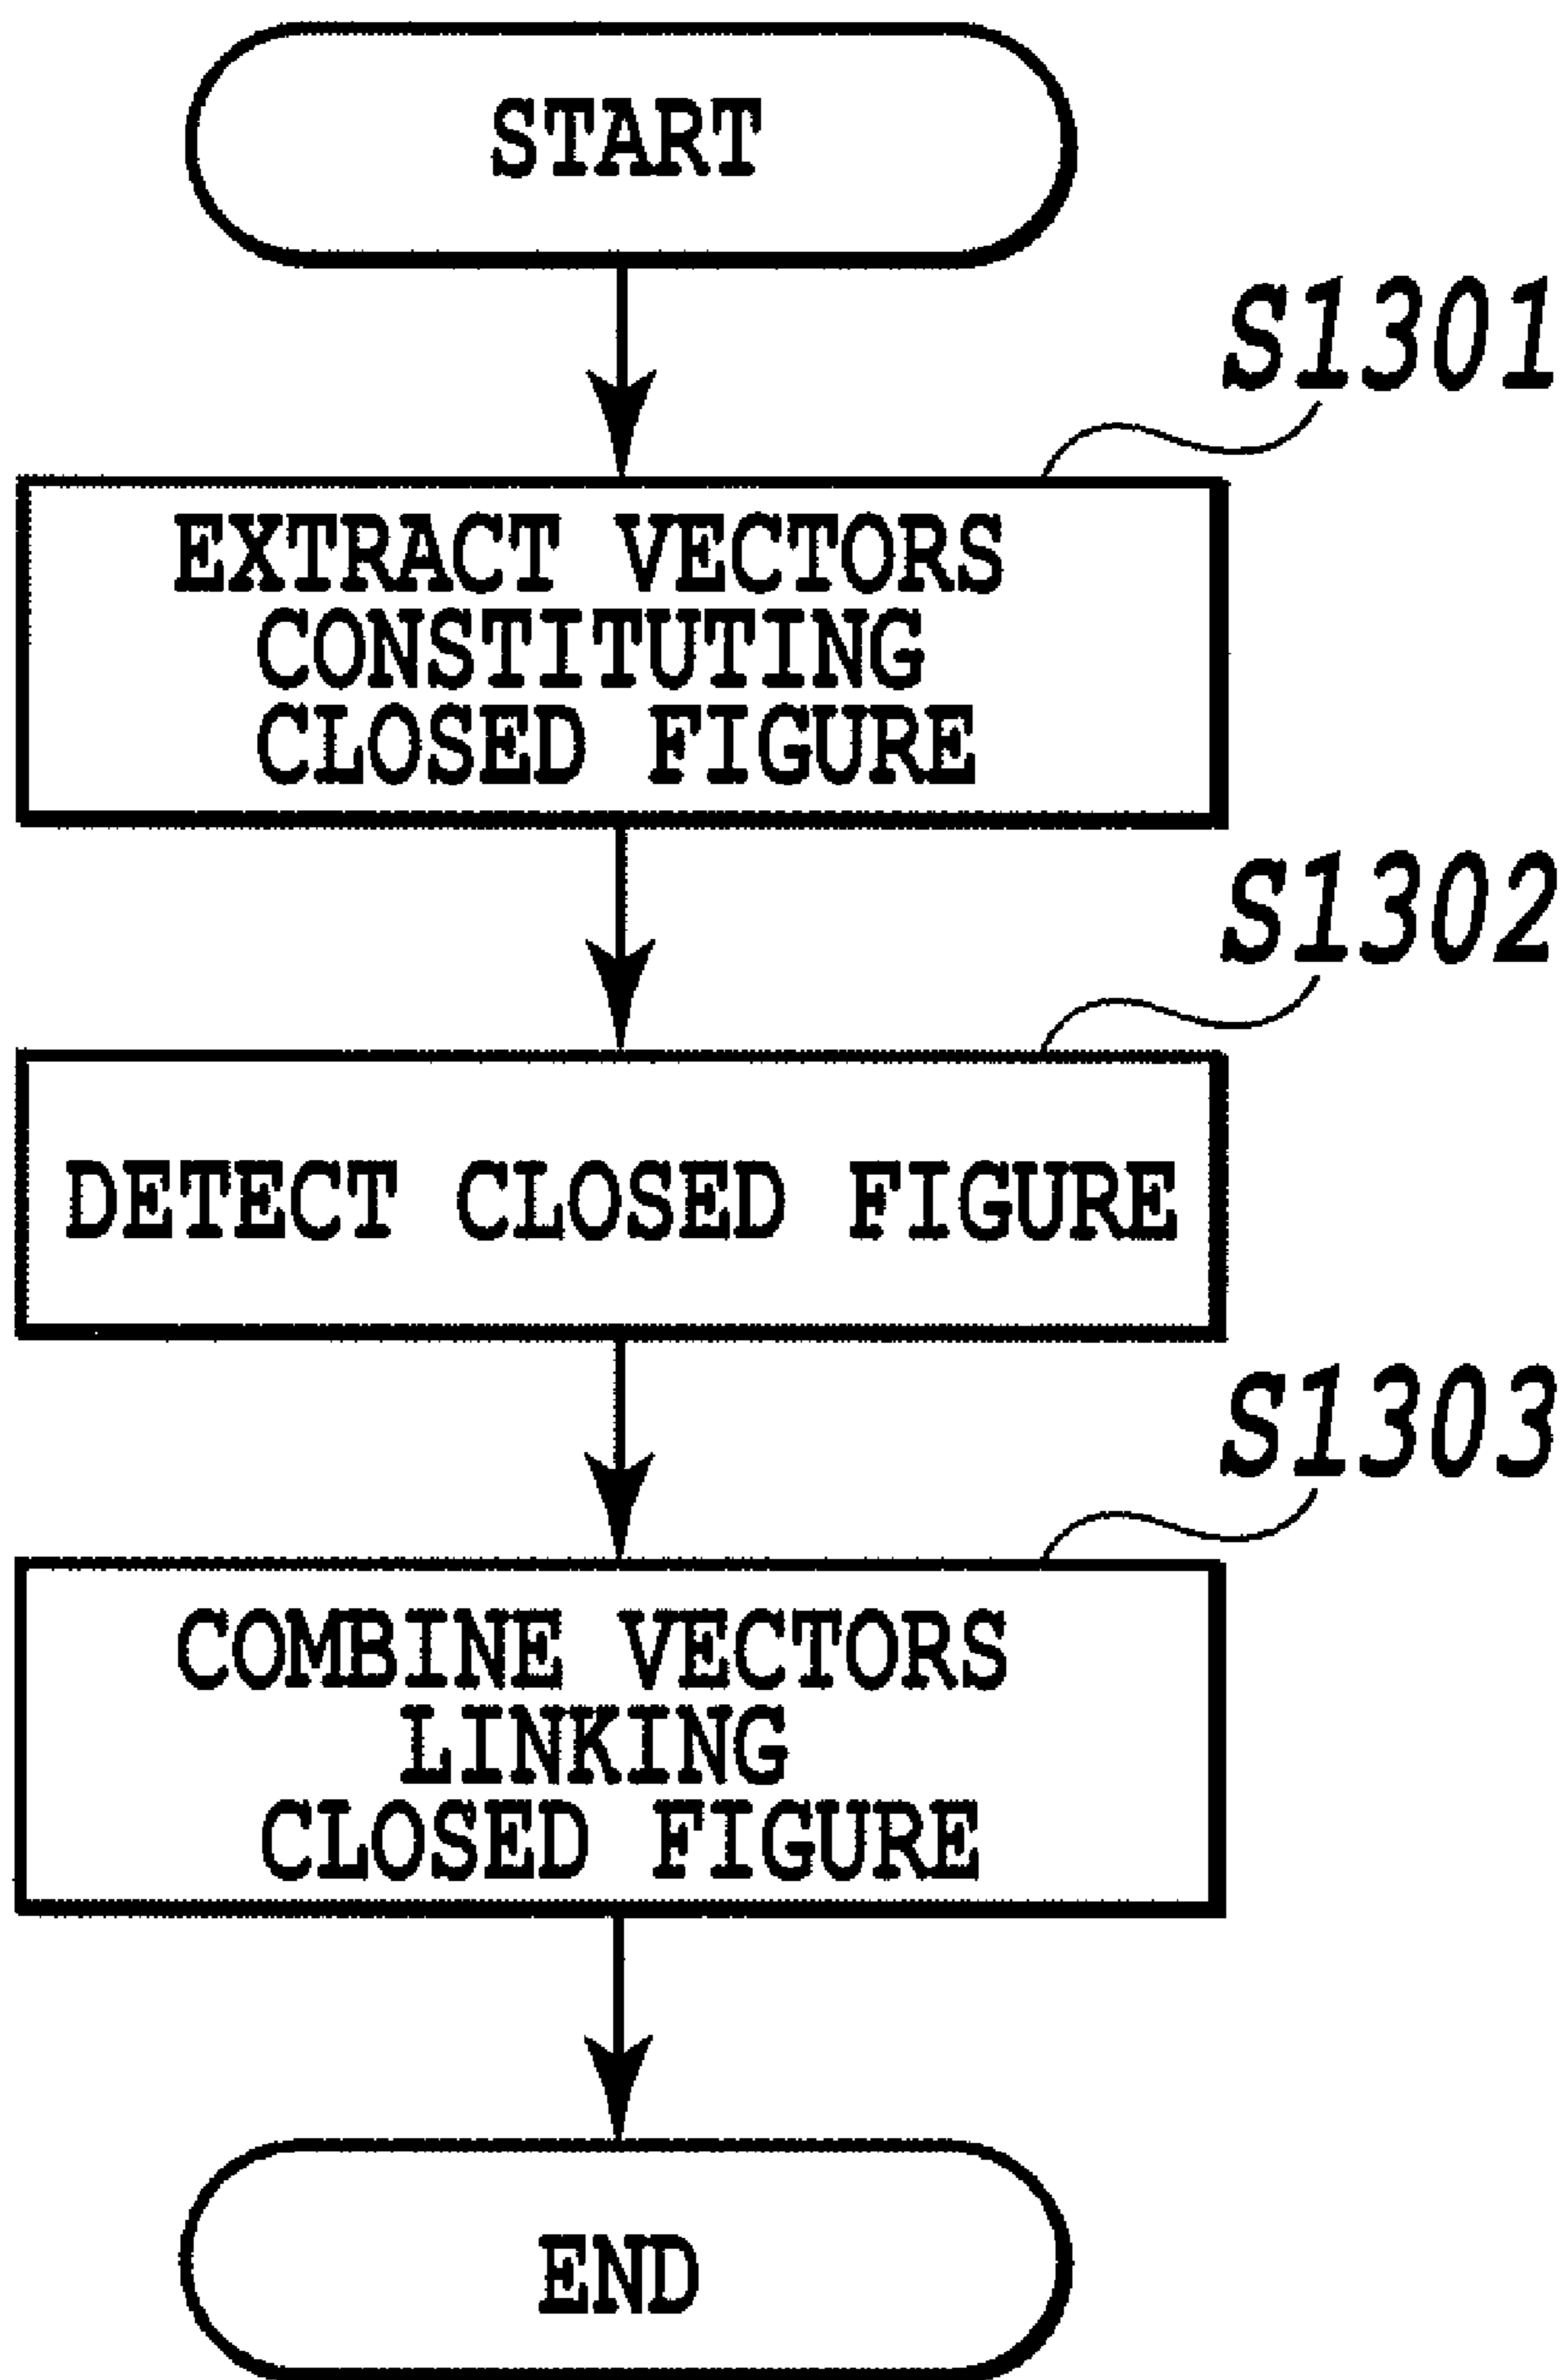 START
S1301
EXTRACT VECTORS
CONSTITUTING
CLOSED FIGURE
S1302
DETECT CLOSED FIGURE
S1303
COMBINE VECTORS
LINKING
CLOSED FIGURE
END